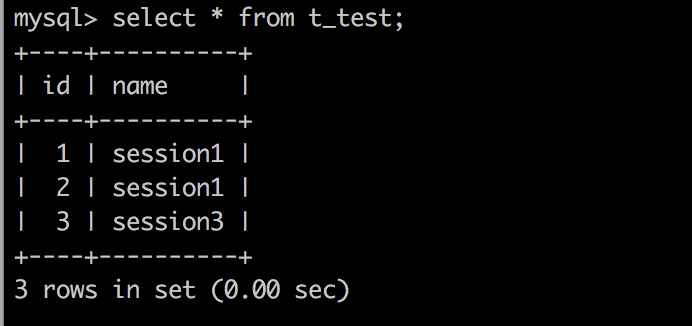 mysql> select * from t_test;
+----+----------+
| id | name     |
+----+----------+
|  1 | session1 |
|  2 | session1 |
|  3 | session3 |
+----+----------+
3 rows in set (0.00 sec)